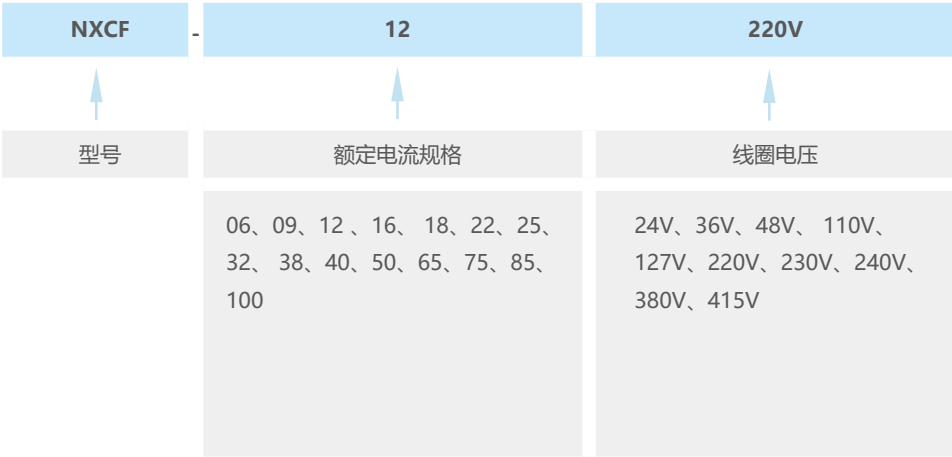 NXCF - 12 220V
型号 额定电流规格 线圈电压
06、09、12 、16、 18、22、25、
32、 38、40、50、65、75、85、
100
24V、36V、48V、 110V、
127V、220V、230V、240V、
380V、415V